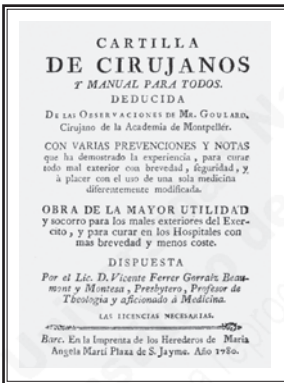 CARTILLA
DE CIRUJANOS
Y MANUAL PARA TODOS.
DEDUCIDA
DE LAS OBSERVACIONES DE MR. GOULARD,
Cirujano de la Academia de Montpellér.
CON VARIAS PREVENCIONES Y NOTAS
que ha demostrado la experiencia, para curar
todo mal exterior con brevedad, seguridad, y
à placer con el uso de una sola medicina
diferentemente modificada.
OBRA DE LA MAYOR UTILIDAD
y socorro para los males exteriores del Exer-
cito, y para curar en los Hospitales con
mas brevedad y menos coste.
DISPUESTA
Por el Lic. D. Vicente Ferrer Gorraiz Beau-
mont y Montesa, Presbytero, Profesor de
Theologia y aficionado à Medicina.
LAS LICENCIAS NECESARIAS.
Barc. En la Imprenta de los Herederos de Maria
Angela Martí Plaza de S. Jayme. Año 1780.